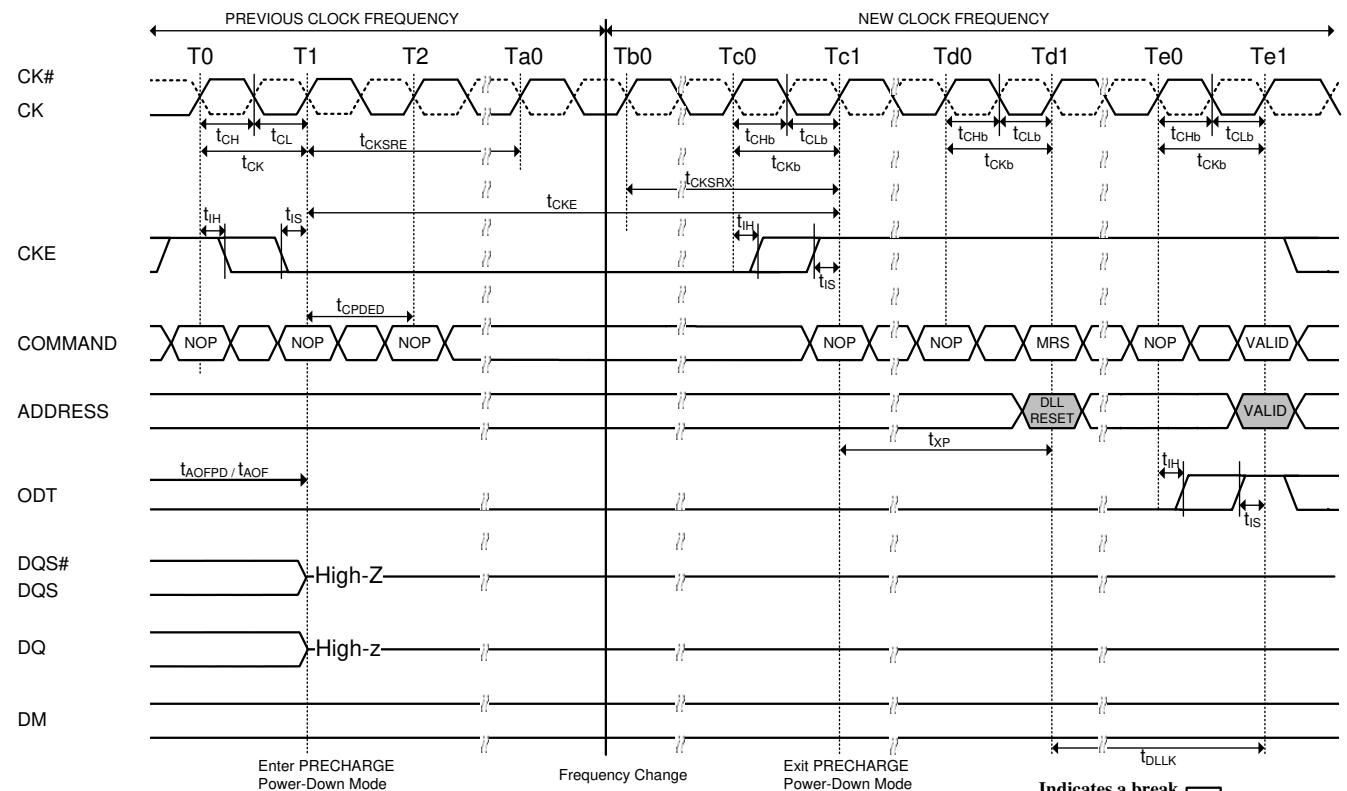 PREVIOUS CLOCK FREQUENCY
NEW CLOCK FREQUENCY
T0 T1 T2 Ta0 Tb0 Tc0 Tc1 Td0 Td1 Te0 Te1
CK#
CK
tCH tCL tCHb tCLb tCHb tCLb tCHb tCLb
tCK tCKSRE tCKb tCKb tCKb
tCKSRX
tCKE
tIH tIS tIH
CKE
tIS
tCPDED
COMMAND NOP NOP NOP NOP NOP MRS NOP VALID
ADDRESS DLL RESET VALID
tXP
tAOFPD / tAOF tIH
ODT
tIS
DQS#
DQS
High-Z
DQ High-z
DM
tDLLK
Enter PRECHARGE
Power-Down Mode
Frequency Change
Exit PRECHARGE
Power-Down Mode
Indicates a break